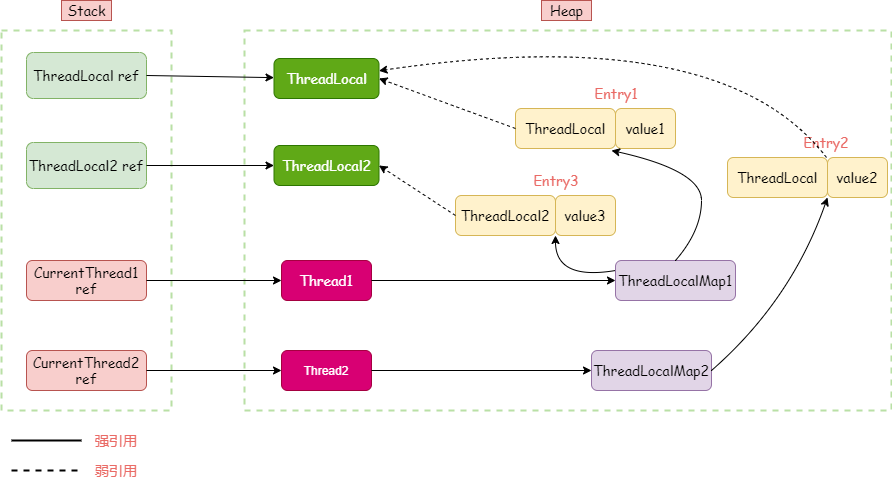 Stack
Heap
ThreadLocal ref
ThreadLocal
Entry1
ThreadLocal
value1
Entry2
ThreadLocal2 ref
ThreadLocal2
ThreadLocal
value2
Entry3
ThreadLocal2
value3
CurrentThread1
ref
Thread1
ThreadLocalMap1
CurrentThread2
ref
Thread2
ThreadLocalMap2
强引用
弱引用